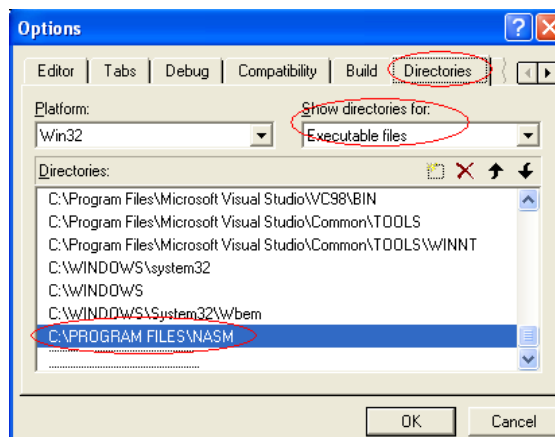 Options
Editor Tabs Debug Compatibility Build Directories
Platform: Show directories for:
Win32 Executable files
Directories:
C:\Program Files\Microsoft Visual Studio\VC98\BIN
C:\Program Files\Microsoft Visual Studio\Common\TOOLS
C:\Program Files\Microsoft Visual Studio\Common\TOOLS\WINNT
C:\WINDOWS\system32
C:\WINDOWS
C:\WINDOWS\System32\Wbem
C:\PROGRAM FILES\NASM
OK Cancel